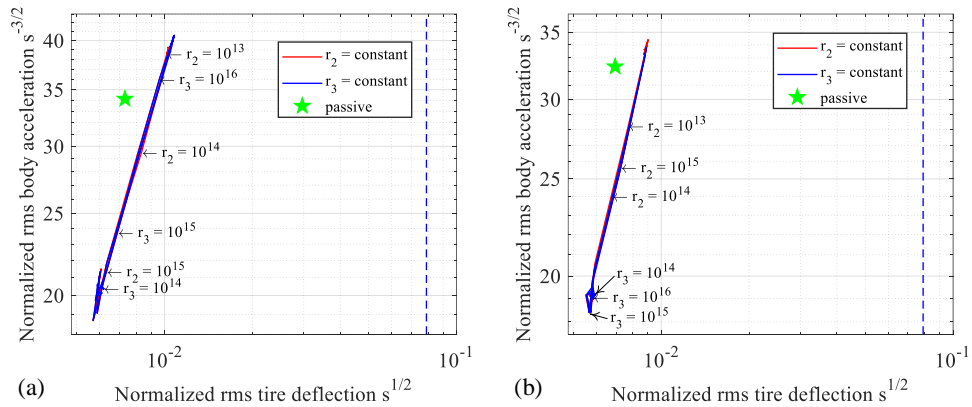 Normalized rms body acceleration s^-3/2
40
35
30
25
20
r2 = constant
r3 = constant
passive
r2 = 10^13
r3 = 10^16
r2 = 10^14
r3 = 10^15
r2 = 10^15
r3 = 10^14
10^-2
10^-1
(a)
Normalized rms tire deflection s^1/2
Normalized rms body acceleration s^-3/2
35
30
25
20
r2 = constant
r3 = constant
passive
r2 = 10^13
r2 = 10^15
r2 = 10^14
r3 = 10^14
r3 = 10^16
r3 = 10^15
10^-2
10^-1
(b)
Normalized rms tire deflection s^1/2